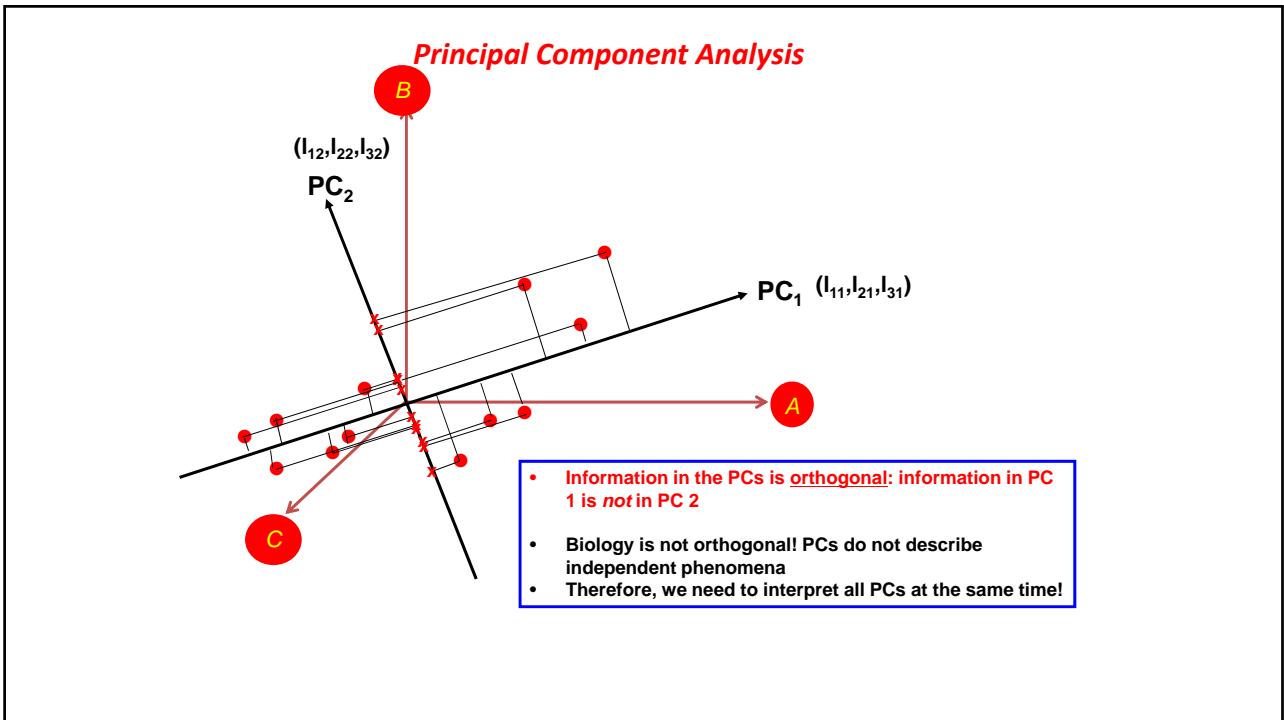 Principal Component Analysis
B
(l₁₂,l₂₂,l₃₂)
PC₂
PC₁ (l₁₁,l₂₁,l₃₁)
A
C
• Information in the PCs is orthogonal: information in PC
1 is not in PC 2
• Biology is not orthogonal! PCs do not describe
independent phenomena
• Therefore, we need to interpret all PCs at the same time!